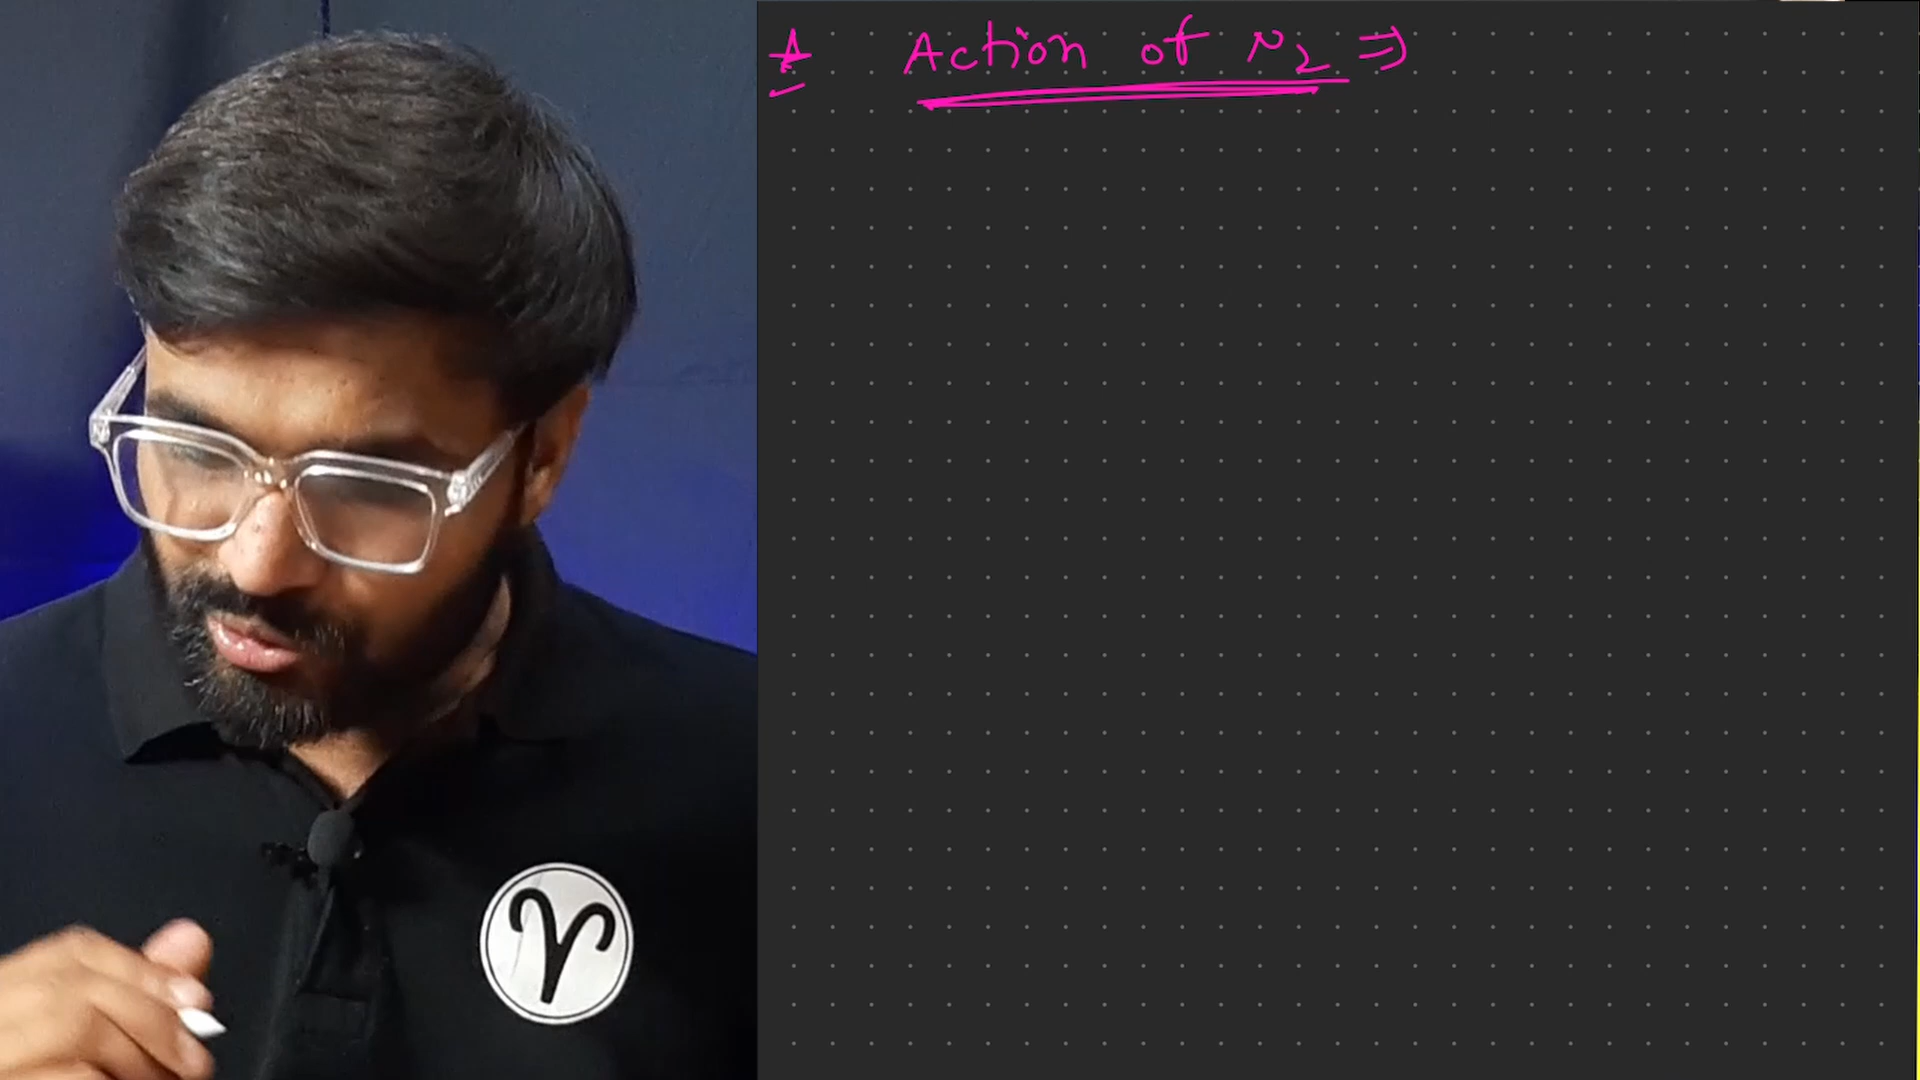 * Action of N2 ⇒